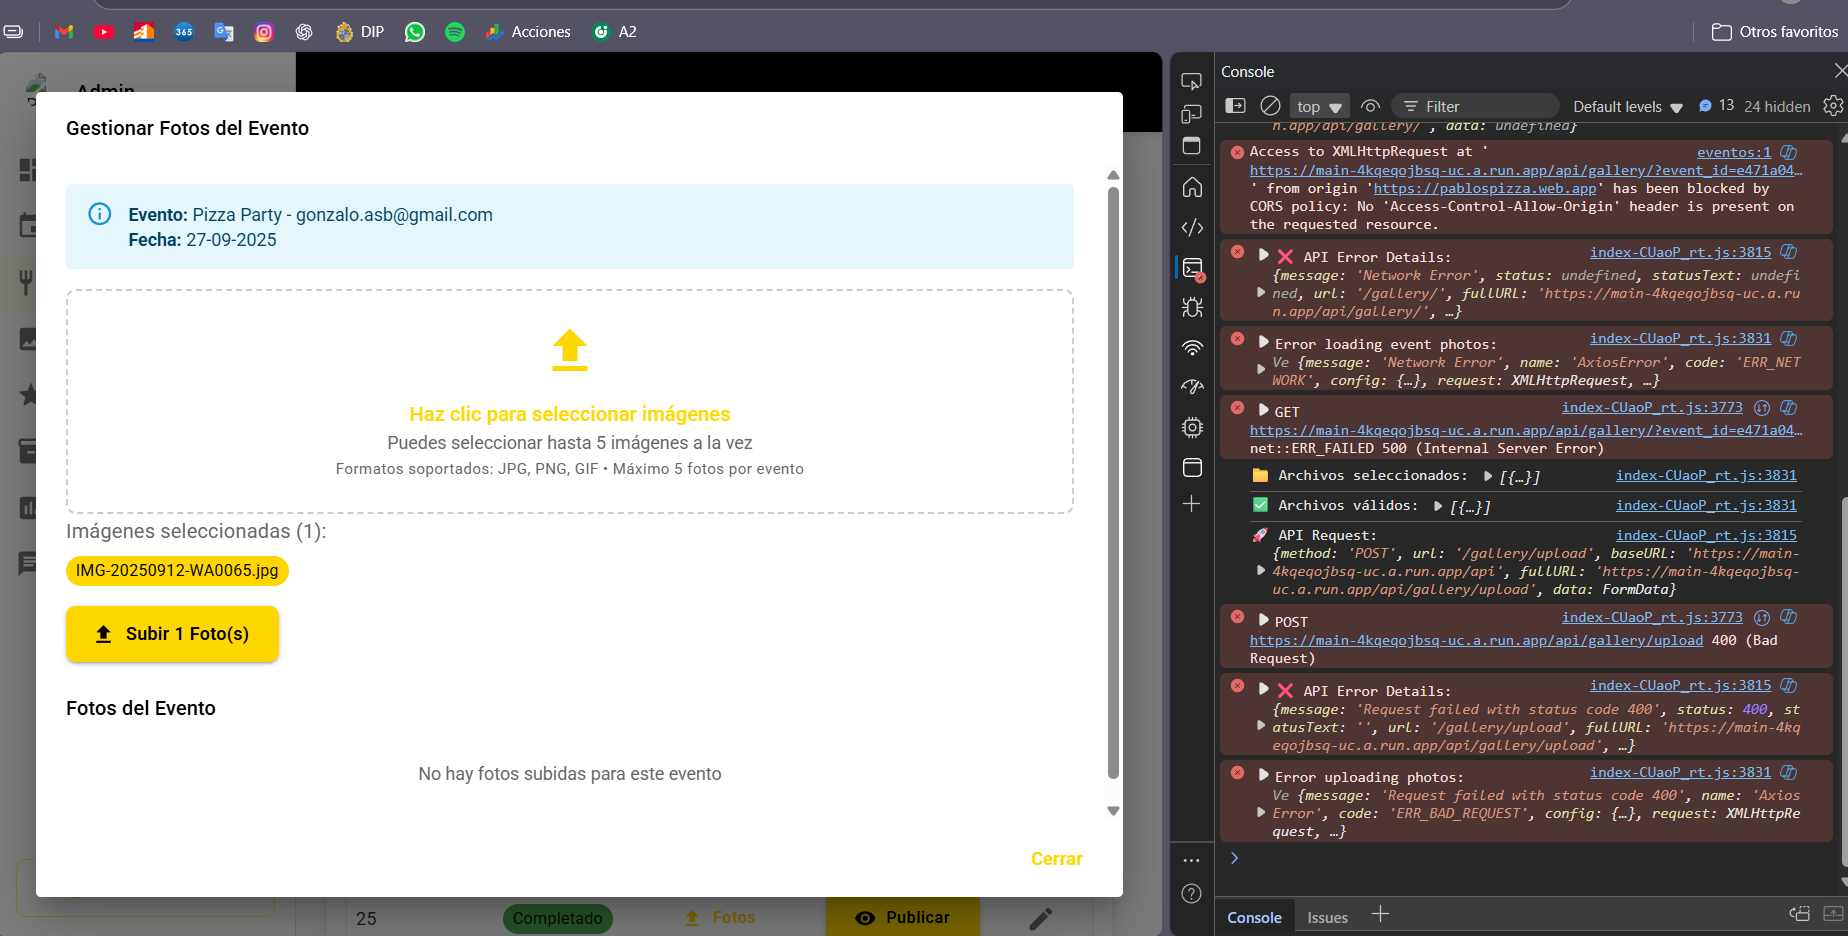 365
DIP
Acciones
A2
Otros favoritos
Admin
Gestionar Fotos del Evento
Evento: Pizza Party - gonzalo.asb@gmail.com
Fecha: 27-09-2025
Haz clic para seleccionar imágenes
Puedes seleccionar hasta 5 imágenes a la vez
Formatos soportados: JPG, PNG, GIF • Máximo 5 fotos por evento
Imágenes seleccionadas (1):
IMG-20250912-WA0065.jpg
Subir 1 Foto(s)
Fotos del Evento
No hay fotos subidas para este evento
Cerrar
25
Completado
Fotos
Publicar
Console
top
Filter
Default levels
13
24 hidden
n.app/api/gallery/', data: undefined}
Access to XMLHttpRequest at ' eventos:1
https://main-4kqeqojbsq-uc.a.run.app/api/gallery/?event_id=e471a04…
' from origin 'https://pablospizza.web.app' has been blocked by
CORS policy: No 'Access-Control-Allow-Origin' header is present on
the requested resource.
❌ API Error Details: index-CUaoP_rt.js:3815
{message: 'Network Error', status: undefined, statusText: undefi
ned, url: '/gallery/', fullURL: 'https://main-4kqeqojbsq-uc.a.ru
n.app/api/gallery/', …}
Error loading event photos: index-CUaoP_rt.js:3831
Ve {message: 'Network Error', name: 'AxiosError', code: 'ERR_NET
WORK', config: {…}, request: XMLHttpRequest, …}
GET index-CUaoP_rt.js:3773
https://main-4kqeqojbsq-uc.a.run.app/api/gallery/?event_id=e471a04…
net::ERR_FAILED 500 (Internal Server Error)
📁 Archivos seleccionados: [{…}] index-CUaoP_rt.js:3831
✅ Archivos válidos: [{…}] index-CUaoP_rt.js:3831
🚀 API Request: index-CUaoP_rt.js:3815
{method: 'POST', url: '/gallery/upload', baseURL: 'https://main-
4kqeqojbsq-uc.a.run.app/api', fullURL: 'https://main-4kqeqojbsq-
uc.a.run.app/api/gallery/upload', data: FormData}
POST index-CUaoP_rt.js:3773
https://main-4kqeqojbsq-uc.a.run.app/api/gallery/upload 400 (Bad
Request)
❌ API Error Details: index-CUaoP_rt.js:3815
{message: 'Request failed with status code 400', status: 400, st
atusText: '', url: '/gallery/upload', fullURL: 'https://main-4kq
eqojbsq-uc.a.run.app/api/gallery/upload', …}
Error uploading photos: index-CUaoP_rt.js:3831
Ve {message: 'Request failed with status code 400', name: 'Axios
Error', code: 'ERR_BAD_REQUEST', config: {…}, request: XMLHttpRe
quest, …}
Console
Issues